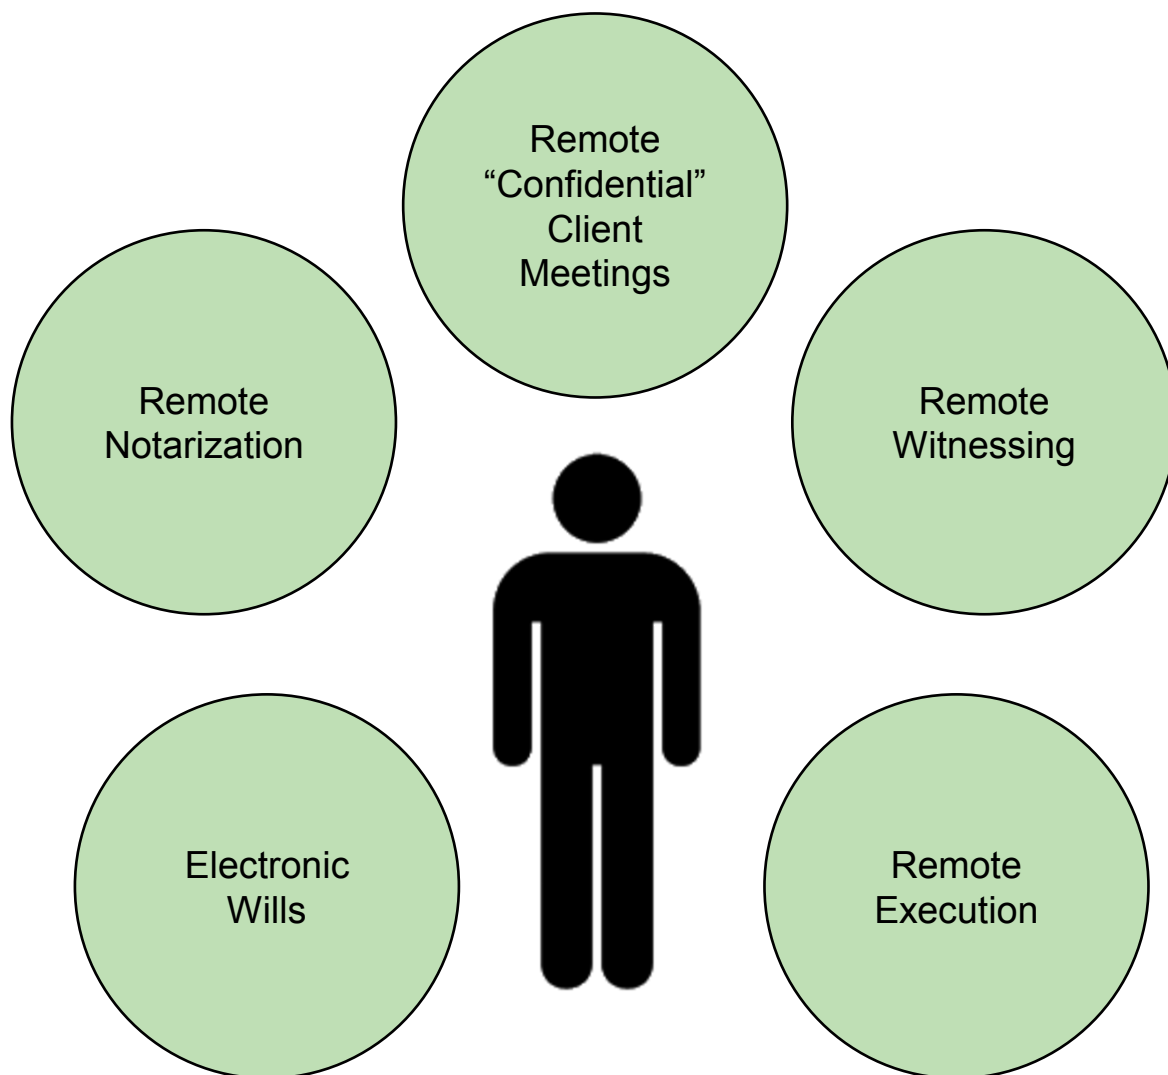 Remote
“Confidential”
Client
Meetings
Remote
Notarization
Remote
Witnessing
Electronic
Wills
Remote
Execution